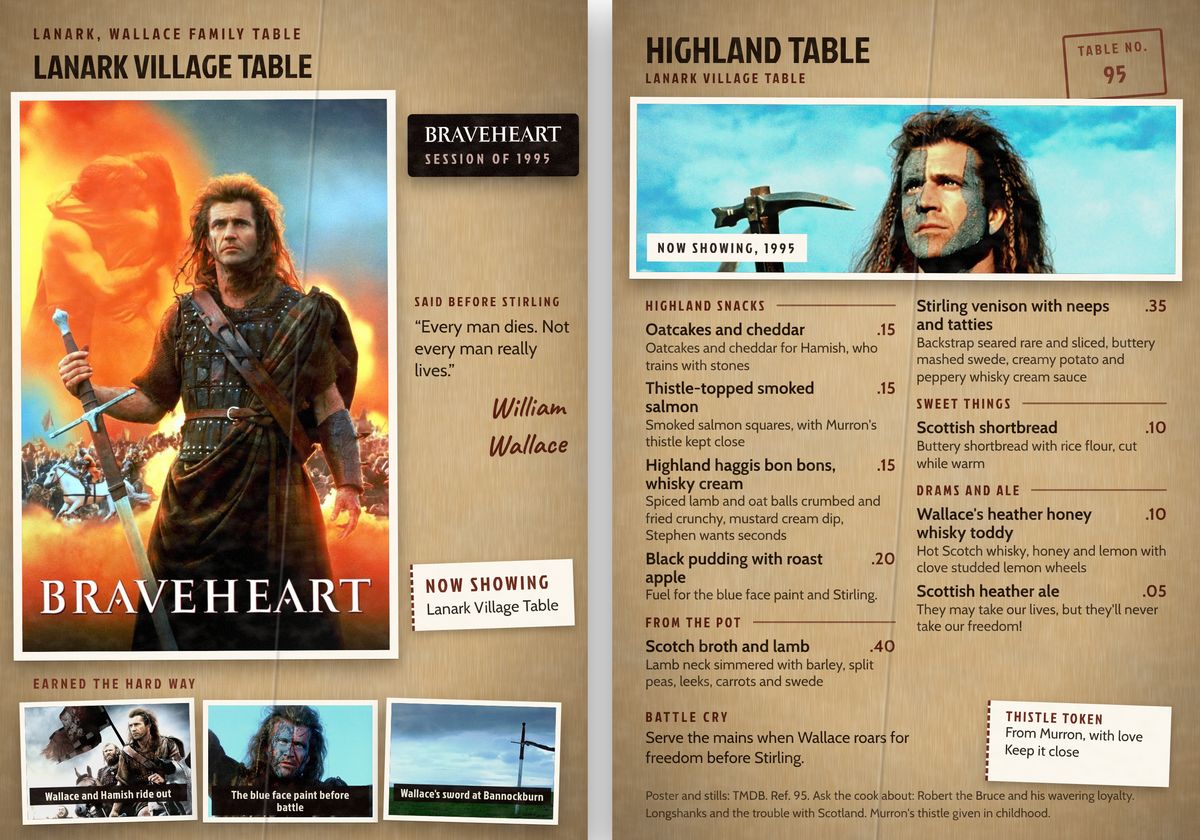 LANARK, WALLACE FAMILY TABLE
LANARK VILLAGE TABLE
BRAVEHEART
SESSION OF 1995
SAID BEFORE STIRLING
“Every man dies. Not
every man really
lives.”
William
Wallace
BRAVEHEART
NOW SHOWING
Lanark Village Table
EARNED THE HARD WAY
Wallace and Hamish ride out
The blue face paint before
battle
Wallace's sword at Bannockburn
HIGHLAND TABLE
LANARK VILLAGE TABLE
TABLE NO.
95
NOW SHOWING, 1995
HIGHLAND SNACKS
Oatcakes and cheddar .15
Oatcakes and cheddar for Hamish, who
trains with stones
Thistle-topped smoked .15
salmon
Smoked salmon squares, with Murron's
thistle kept close
Highland haggis bon bons, .15
whisky cream
Spiced lamb and oat balls crumbed and
fried crunchy, mustard cream dip,
Stephen wants seconds
Black pudding with roast .20
apple
Fuel for the blue face paint and Stirling.
FROM THE POT
Scotch broth and lamb .40
Lamb neck simmered with barley, split
peas, leeks, carrots and swede
Stirling venison with neeps .35
and tatties
Backstrap seared rare and sliced, buttery
mashed swede, creamy potato and
peppery whisky cream sauce
SWEET THINGS
Scottish shortbread .10
Buttery shortbread with rice flour, cut
while warm
DRAMS AND ALE
Wallace's heather honey .10
whisky toddy
Hot Scotch whisky, honey and lemon with
clove studded lemon wheels
Scottish heather ale .05
They may take our lives, but they'll never
take our freedom!
BATTLE CRY
Serve the mains when Wallace roars for
freedom before Stirling.
THISTLE TOKEN
From Murron, with love
Keep it close
Poster and stills: TMDB. Ref. 95. Ask the cook about: Robert the Bruce and his wavering loyalty.
Longshanks and the trouble with Scotland. Murron's thistle given in childhood.